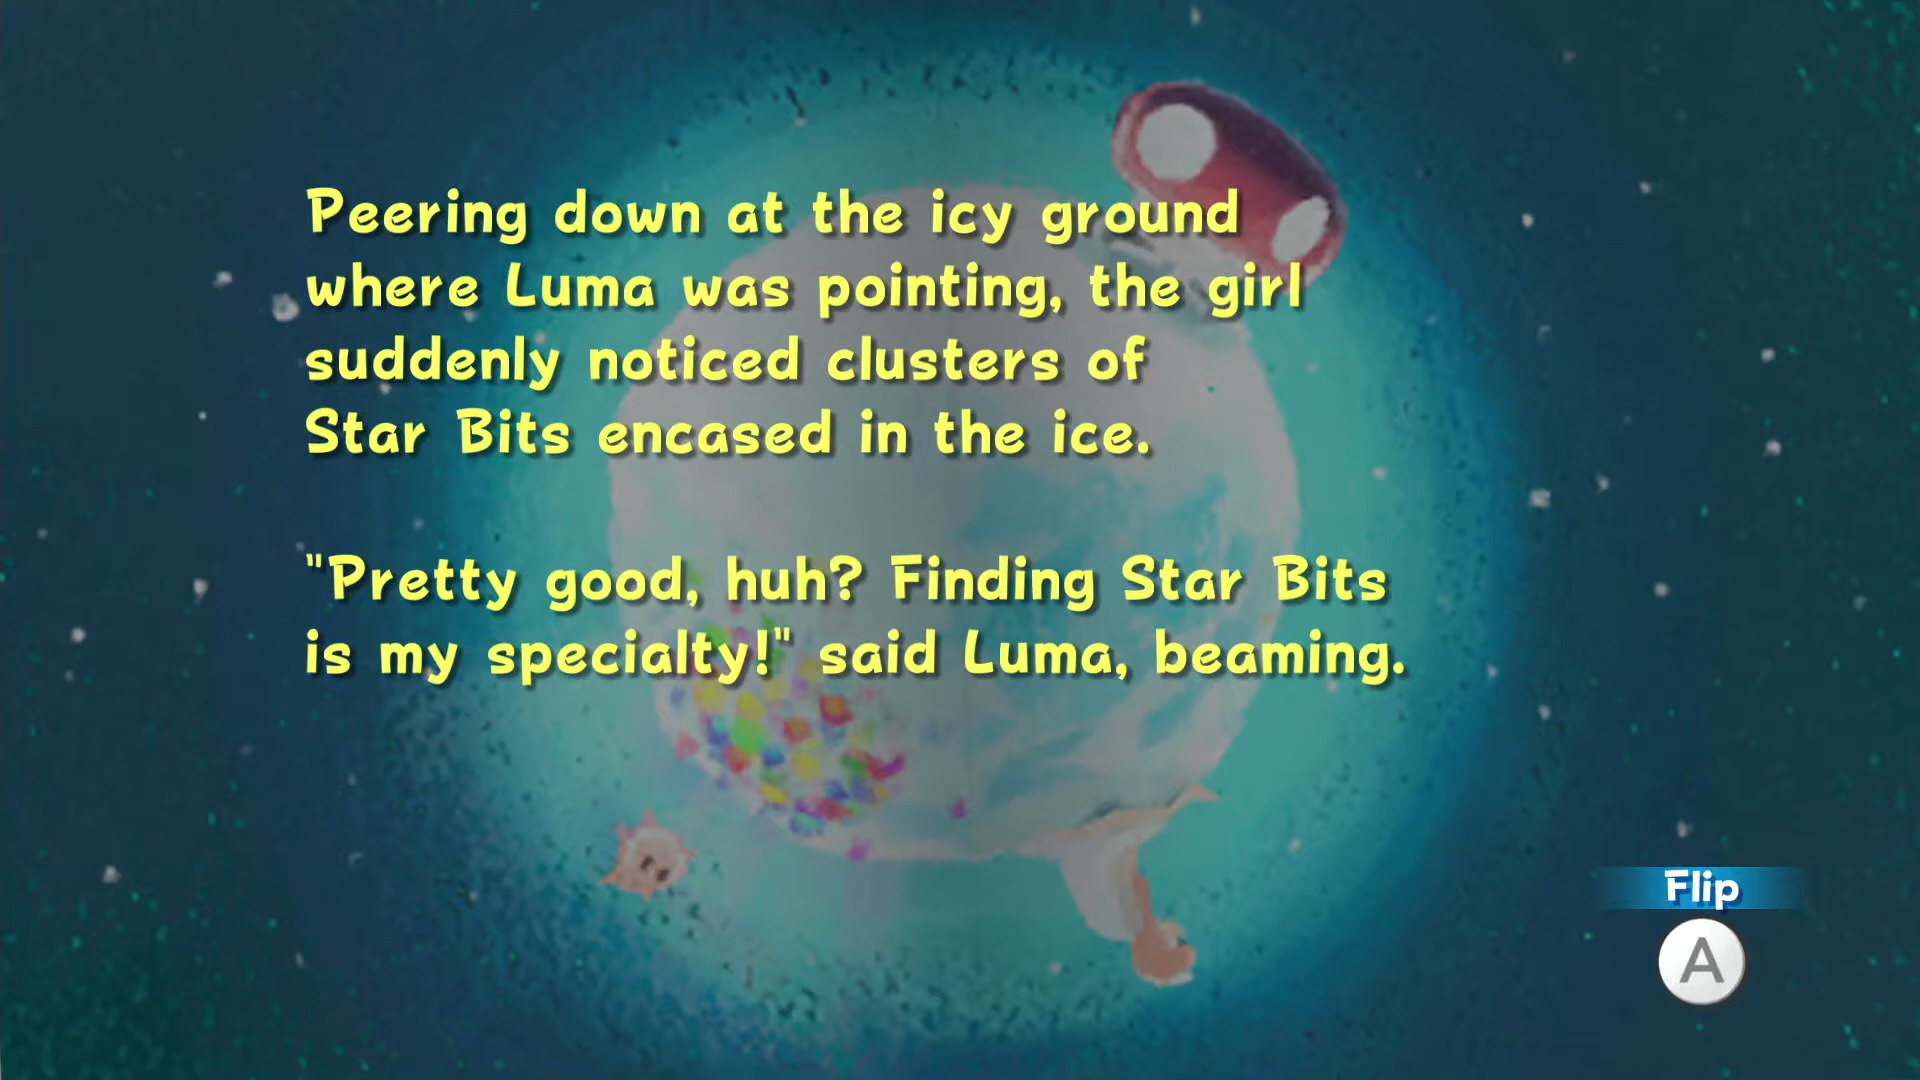 Peering down at the icy ground
where Luma was pointing, the girl
suddenly noticed clusters of
Star Bits encased in the ice.
"Pretty good, huh? Finding Star Bits
is my specialty!" said Luma, beaming.
Flip
A